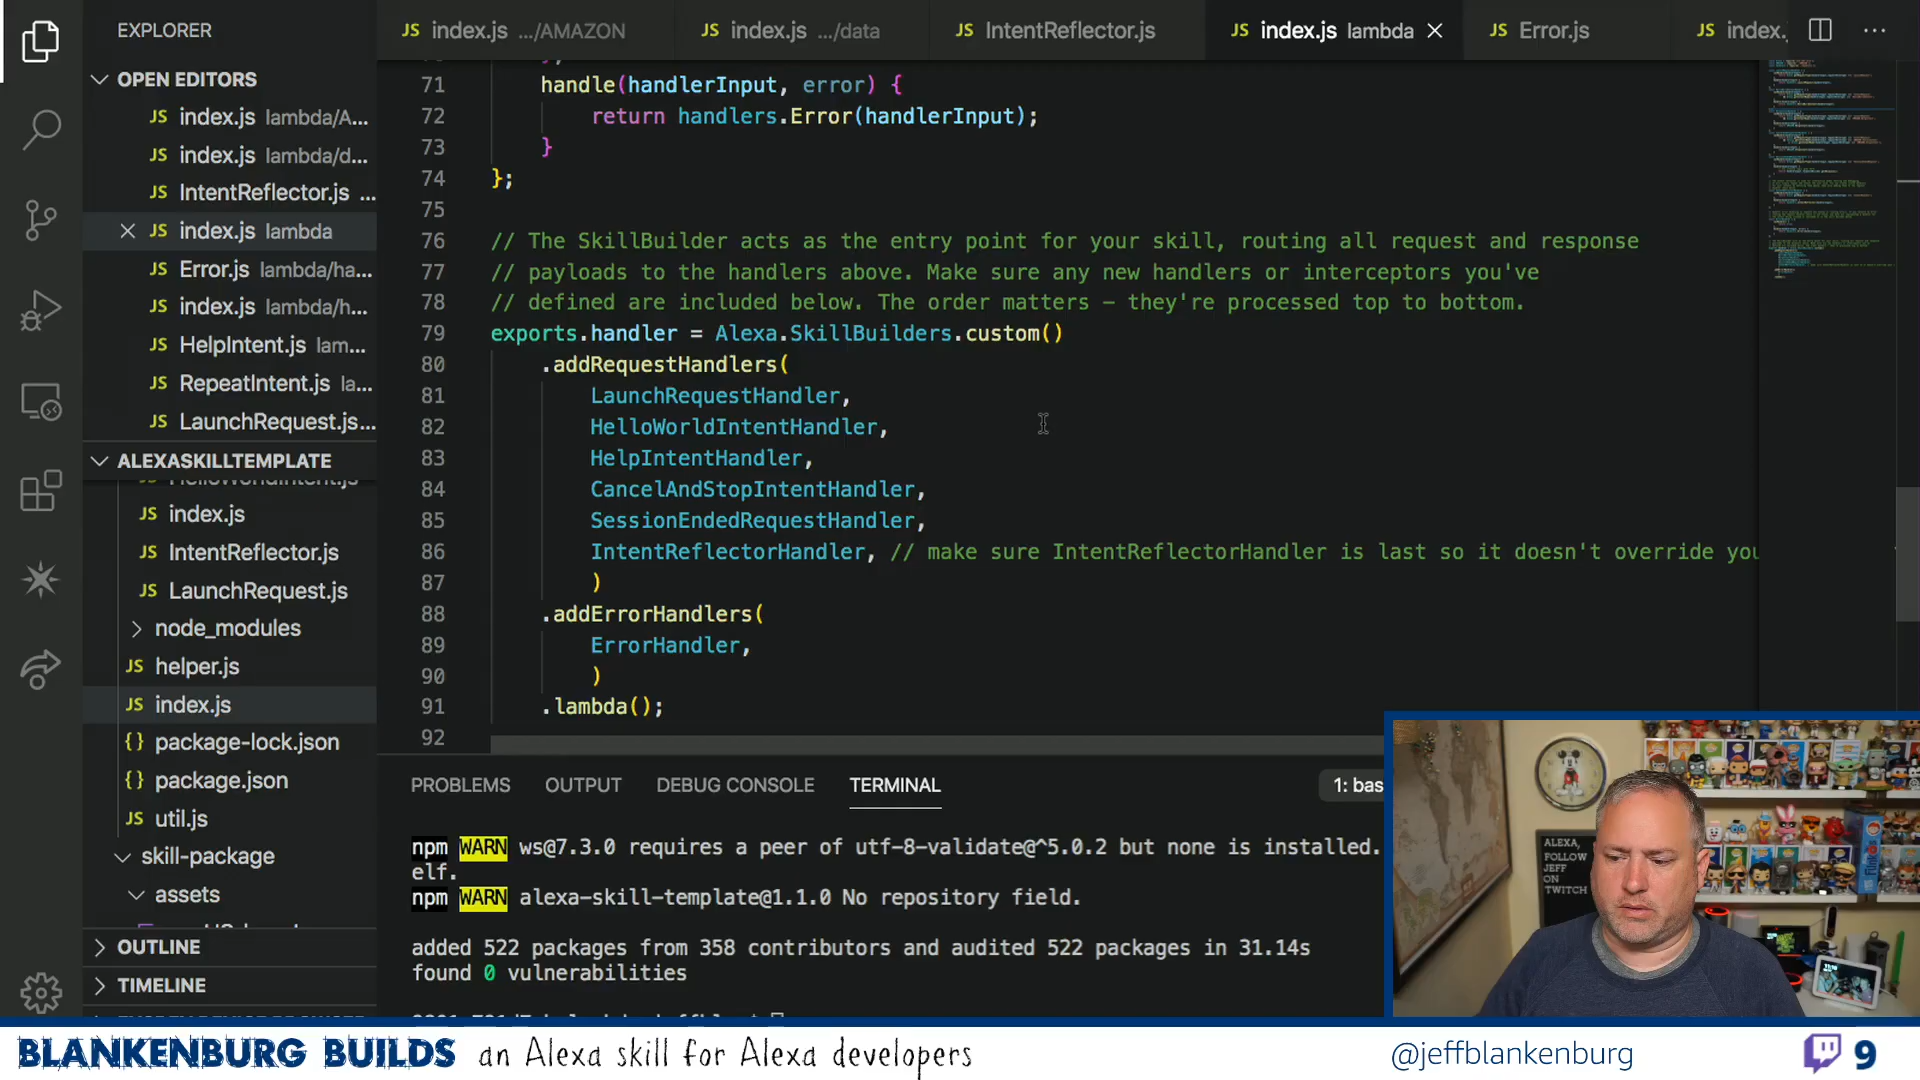 EXPLORER
OPEN EDITORS
JS index.js lambda/A...
JS index.js lambda/d...
JS IntentReflector.js ...
JS index.js lambda
JS Error.js lambda/ha...
JS index.js lambda/h...
JS HelpIntent.js lam...
JS RepeatIntent.js la...
JS LaunchRequest.js...
ALEXASKILLTEMPLATE
HelloWorldIntent.js
JS index.js
JS IntentReflector.js
JS LaunchRequest.js
node_modules
JS helper.js
JS index.js
{} package-lock.json
{} package.json
JS util.js
skill-package
assets
OUTLINE
TIMELINE
JS index.js .../AMAZON
JS index.js .../data
JS IntentReflector.js
JS index.js lambda
JS Error.js
JS index.
71 handle(handlerInput, error) {
72 return handlers.Error(handlerInput);
73 }
74 };
75
76 // The SkillBuilder acts as the entry point for your skill, routing all request and response
77 // payloads to the handlers above. Make sure any new handlers or interceptors you've
78 // defined are included below. The order matters - they're processed top to bottom.
79 exports.handler = Alexa.SkillBuilders.custom()
80 .addRequestHandlers(
81 LaunchRequestHandler,
82 HelloWorldIntentHandler,
83 HelpIntentHandler,
84 CancelAndStopIntentHandler,
85 SessionEndedRequestHandler,
86 IntentReflectorHandler, // make sure IntentReflectorHandler is last so it doesn't override you
87 )
88 .addErrorHandlers(
89 ErrorHandler,
90 )
91 .lambda();
92
PROBLEMS OUTPUT DEBUG CONSOLE TERMINAL 1: bas
npm WARN ws@7.3.0 requires a peer of utf-8-validate@^5.0.2 but none is installed.
elf.
npm WARN alexa-skill-template@1.1.0 No repository field.
added 522 packages from 358 contributors and audited 522 packages in 31.14s
found 0 vulnerabilities
ALEXA,
FOLLOW
JEFF
ON
TWITCH
BLANKENBURG BUILDS an Alexa skill for Alexa developers
@jeffblankenburg 9